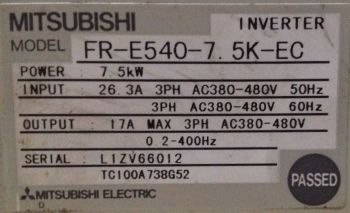 MITSUBISHI INVERTER
MODEL FR-E540-7.5K-EC
POWER : 7.5kW
INPUT : 26.3A 3PH AC380-480V 50Hz
3PH AC380-480V 60Hz
OUTPUT : 17A MAX 3PH AC380-480V
0.2-400Hz
SERIAL : L1ZV66012
TC100A738G52
PASSED
MITSUBISHI ELECTRIC
D